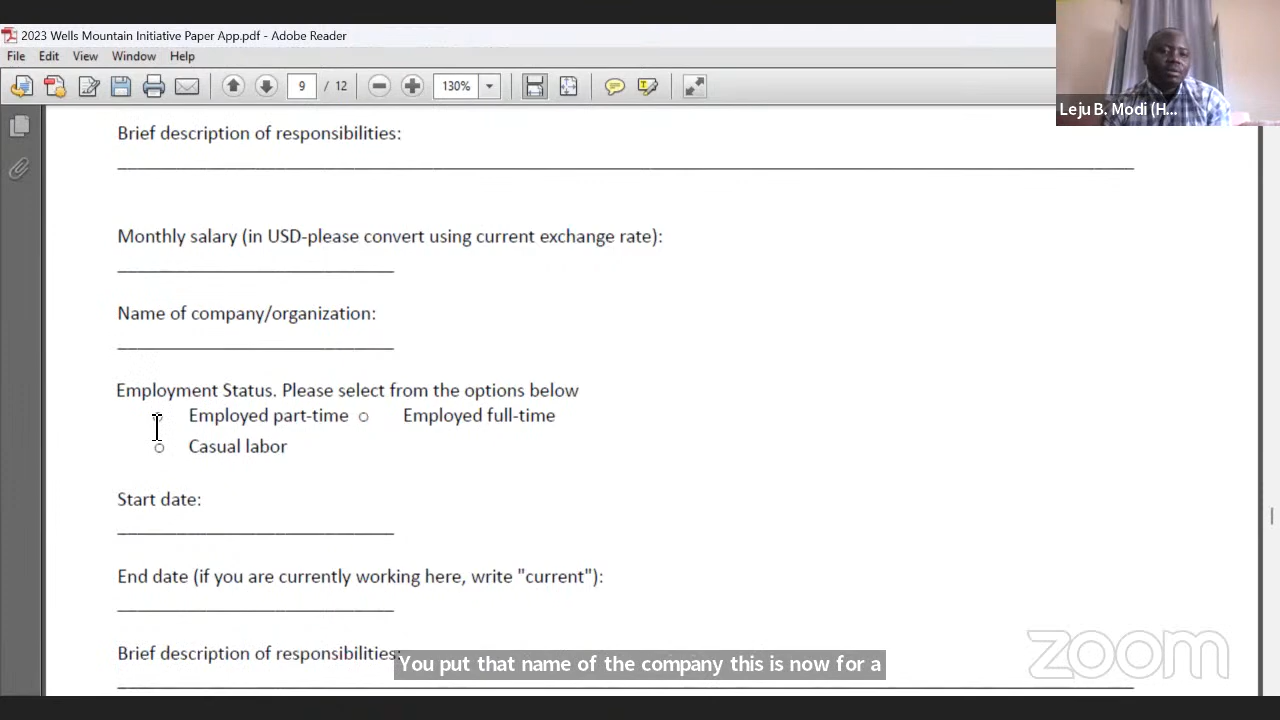 2023 Wells Mountain Initiative Paper App.pdf - Adobe Reader
File Edit View Window Help
9 / 12 130%
Leju B. Modi (H...
Brief description of responsibilities:
Monthly salary (in USD-please convert using current exchange rate):
Name of company/organization:
Employment Status. Please select from the options below
Employed part-time Employed full-time
Casual labor
Start date:
End date (if you are currently working here, write "current"):
Brief description of responsibilities:
You put that name of the company this is now for a
zoom